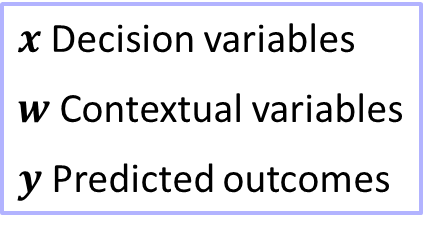 x Decision variables
w Contextual variables
y Predicted outcomes